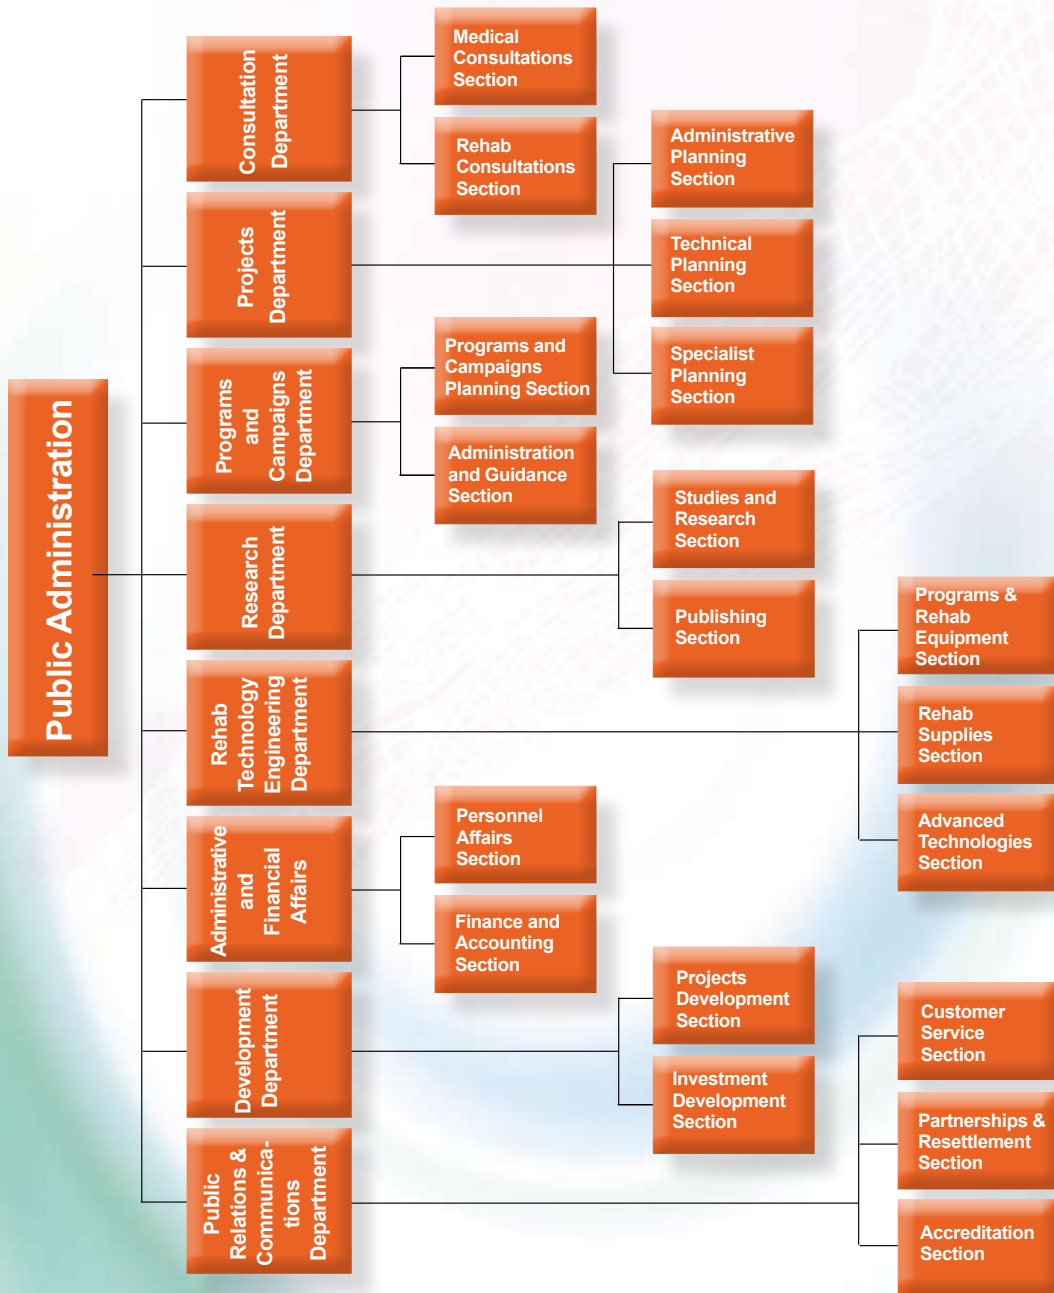 Public Administration
Consultation
Department
Medical
Consultations
Section
Rehab
Consultations
Section
Projects
Department
Administrative
Planning
Section
Technical
Planning
Section
Specialist
Planning
Section
Programs
and
Campaigns
Department
Programs and
Campaigns
Planning Section
Administration
and Guidance
Section
Research
Department
Studies and
Research
Section
Publishing
Section
Rehab
Technology
Engineering
Department
Programs &
Rehab
Equipment
Section
Rehab
Supplies
Section
Advanced
Technologies
Section
Administrative
and
Financial
Affairs
Personnel
Affairs
Section
Finance and
Accounting
Section
Development
Department
Projects
Development
Section
Investment
Development
Section
Public
Relations &
Communica-
tions
Department
Customer
Service
Section
Partnerships &
Resettlement
Section
Accreditation
Section